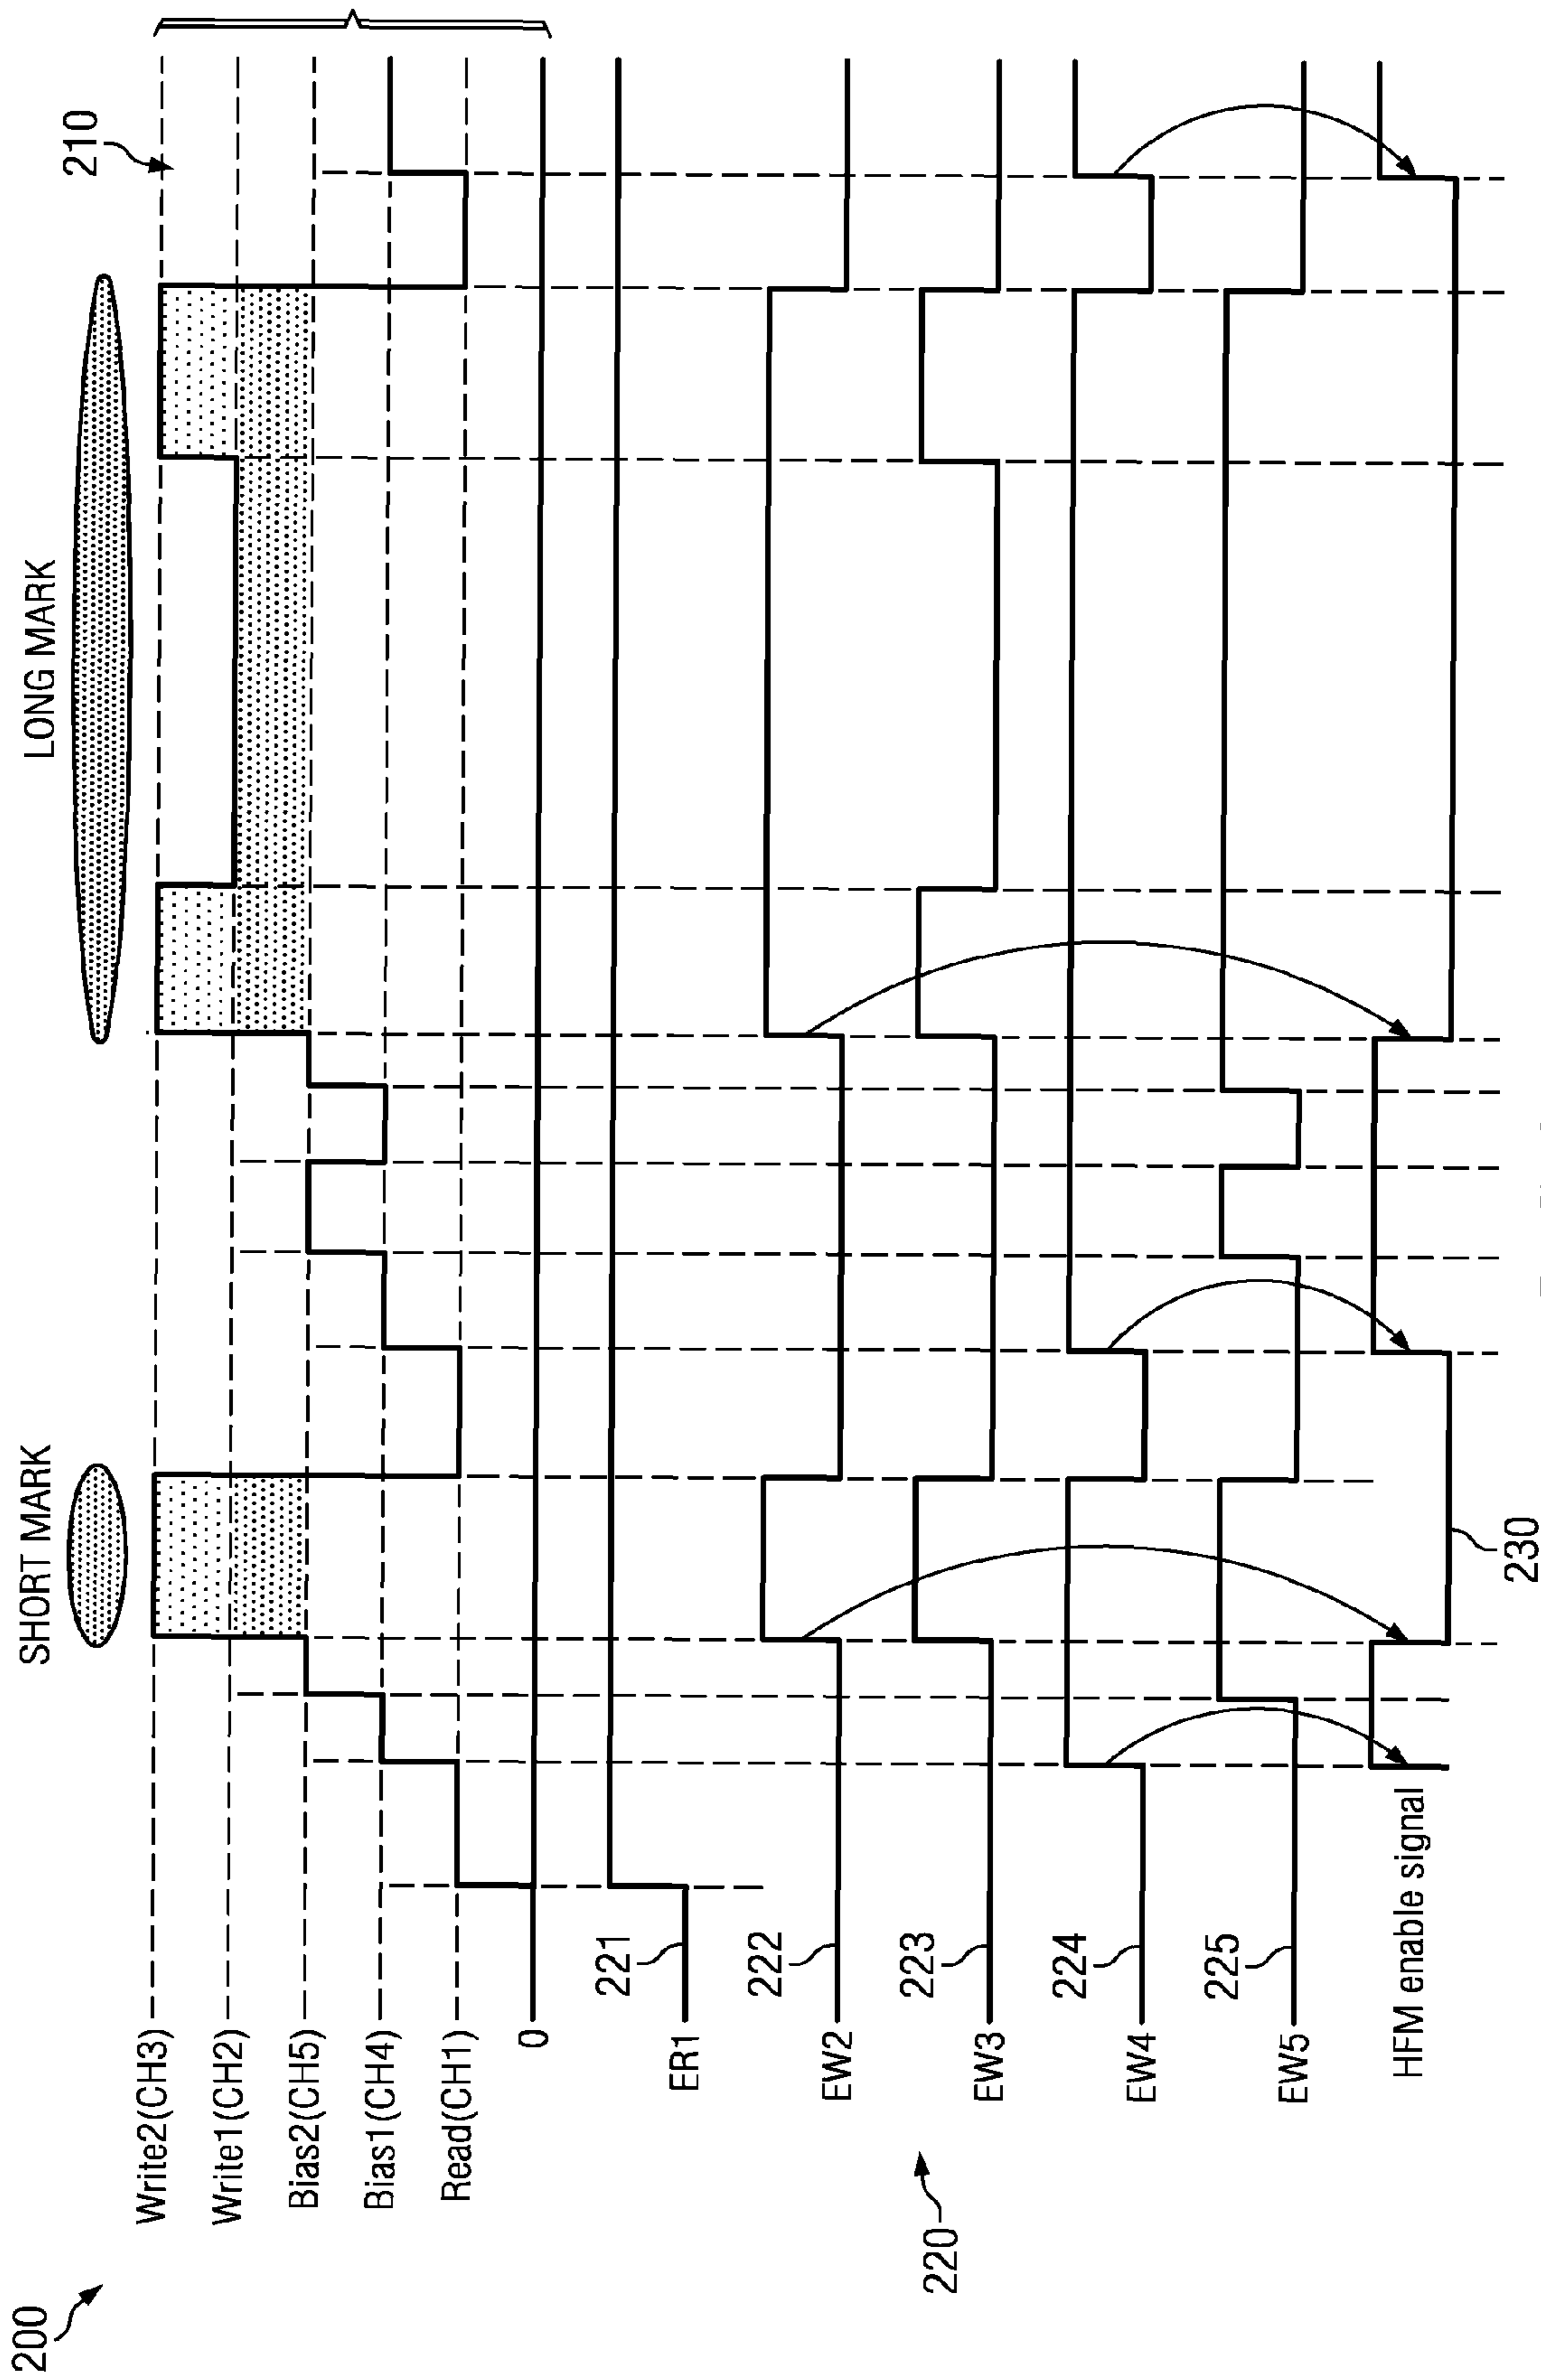 200
SHORT MARK
LONG MARK
210
Write2(CH3)
Write1(CH2)
Bias2(CH5)
Bias1(CH4)
Read(CH1)
0
221
ER1
222
EW2
220
223
EW3
224
EW4
225
EW5
HFM enable signal
230